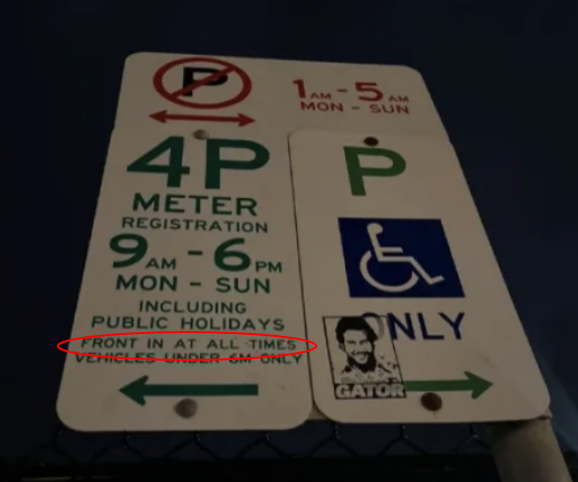 P
1AM - 5AM
MON - SUN
4P
METER
REGISTRATION
9AM - 6PM
MON - SUN
INCLUDING
PUBLIC HOLIDAYS
FRONT IN AT ALL TIMES
VEHICLES UNDER 6M ONLY
P
ONLY
GATOR